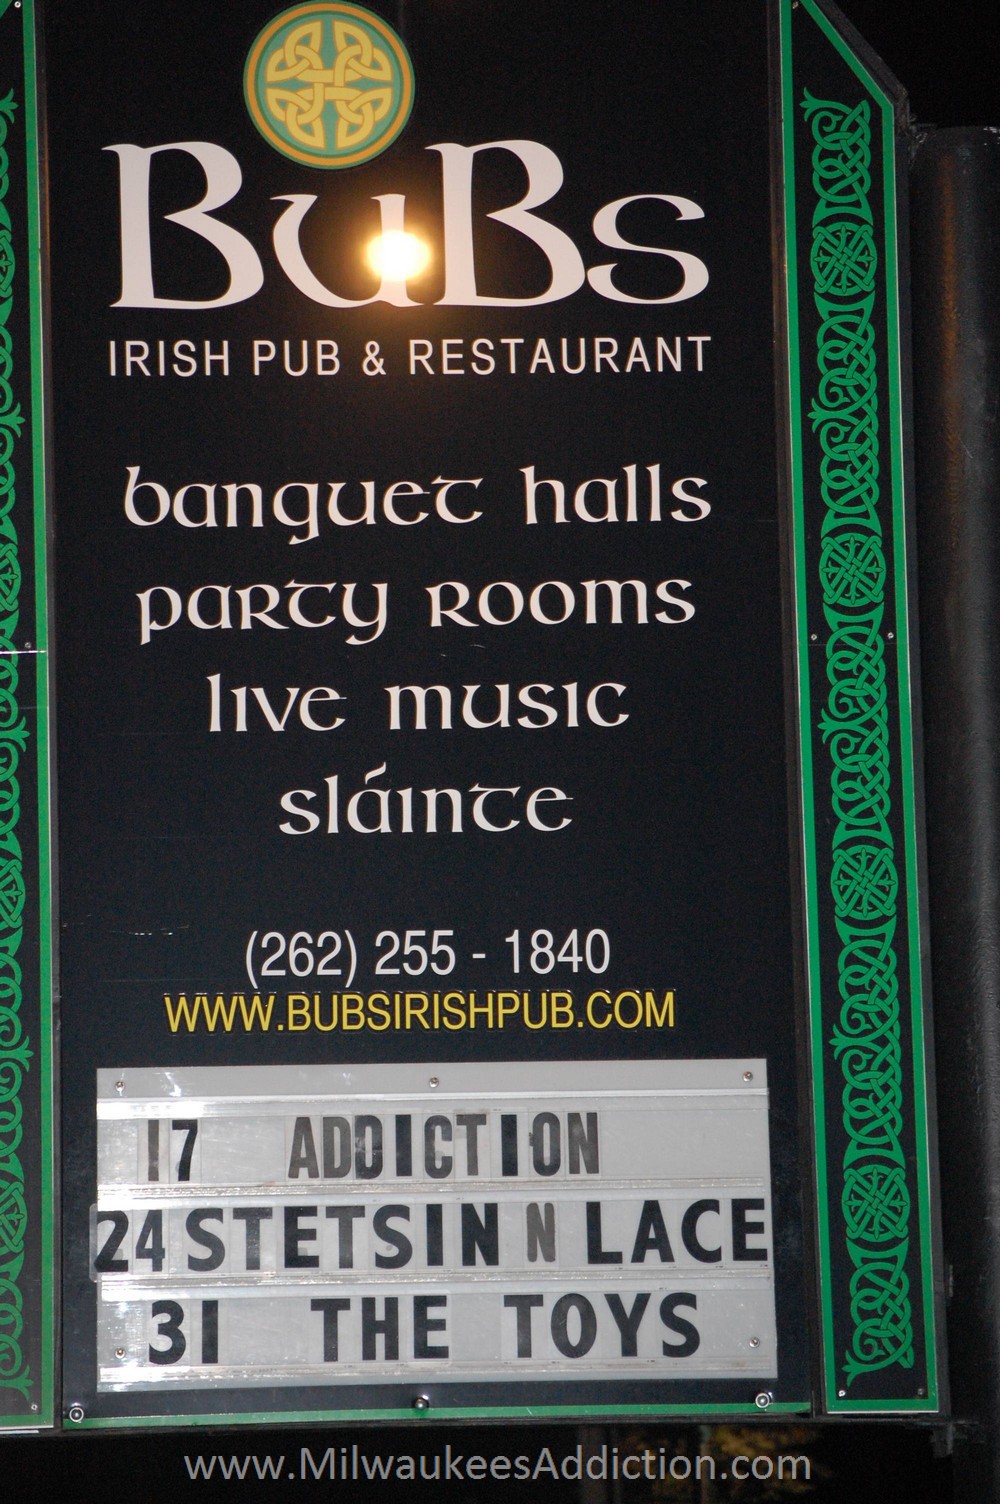 BuBs
IRISH PUB & RESTAURANT
banquet halls
party rooms
live music
sláinte
(262) 255 - 1840
WWW.BUBSIRISHPUB.COM
17 ADDICTION
24 STETSIN N LACE
31 THE TOYS
www.MilwaukeesAddiction.com